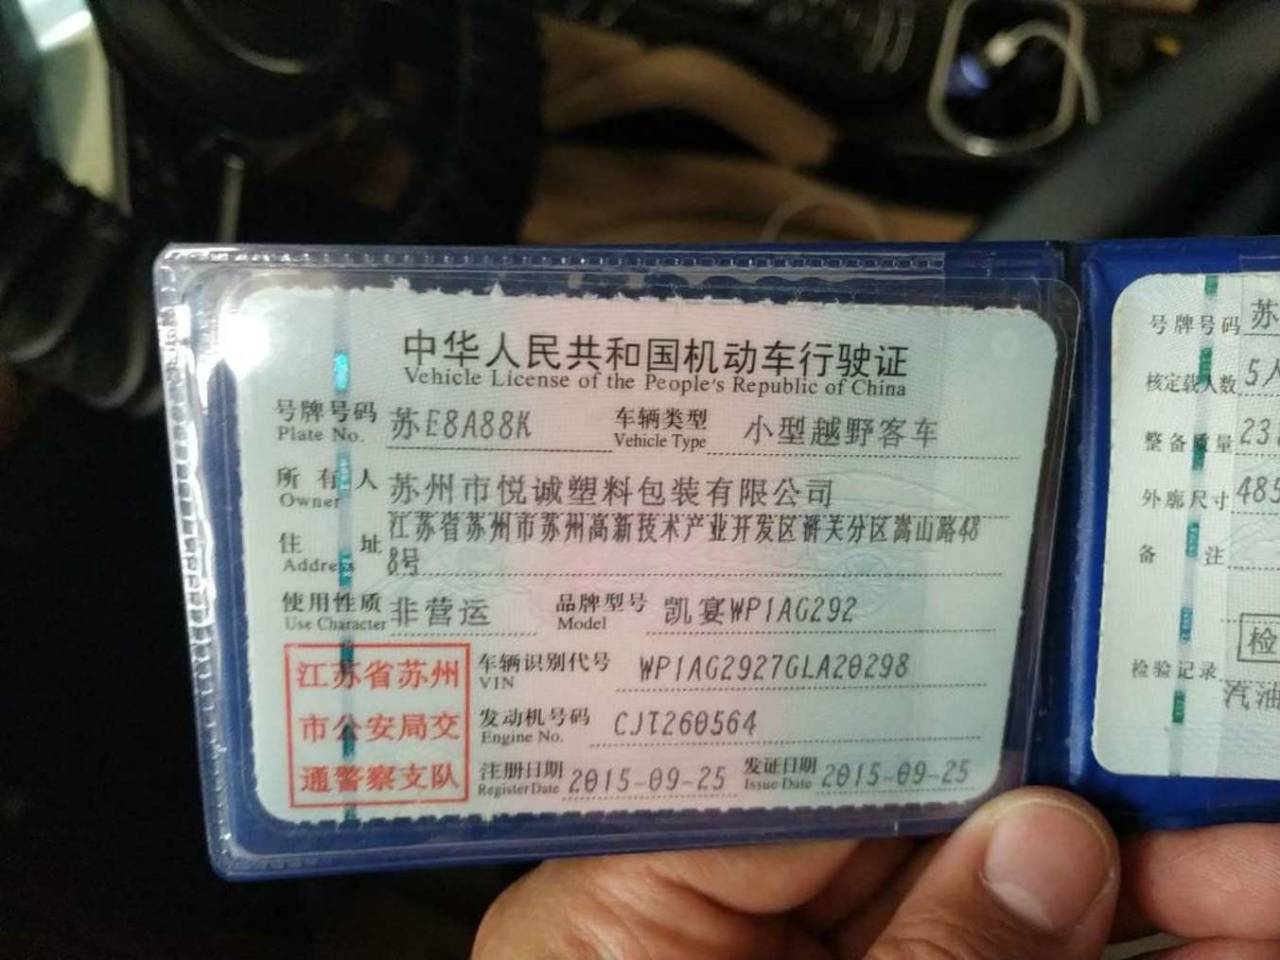 中华人民共和国机动车行驶证
Vehicle License of the People's Republic of China
号牌号码 苏E8A88K 车辆类型 小型越野客车
Plate No. Vehicle Type
所有人 苏州市悦诚塑料包装有限公司
Owner
住址 江苏省苏州市苏州高新技术产业开发区浒关分区嵩山路48
Address 8号
使用性质 非营运 品牌型号 凯宴WP1AG292
Use Character Model
车辆识别代号 WP1AG2927GLA20298
VIN
发动机号码 CJT260564
Engine No.
注册日期 2015-09-25 发证日期 2015-09-25
Register Date Issue Date
江苏省苏州
市公安局交
通警察支队
号牌号码 苏
核定载人数 5人
整备质量 23
外廓尺寸 485
备注
检
检验记录
汽油